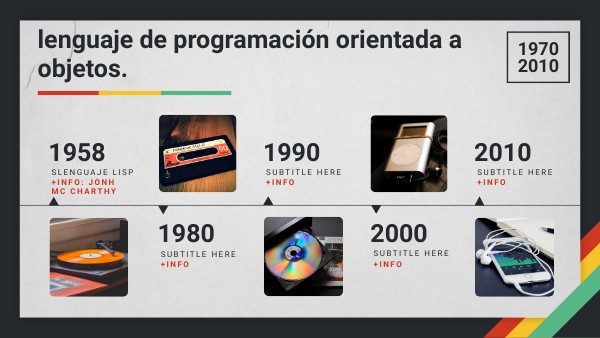 lenguaje de programación orientada a
objetos.
1970
2010
1958
SLENGUAJE LISP
+INFO: JONH
MC CHARTHY
1990
SUBTITLE HERE
+INFO
2010
SUBTITLE HERE
+INFO
1980
SUBTITLE HERE
+INFO
2000
SUBTITLE HERE
+INFO